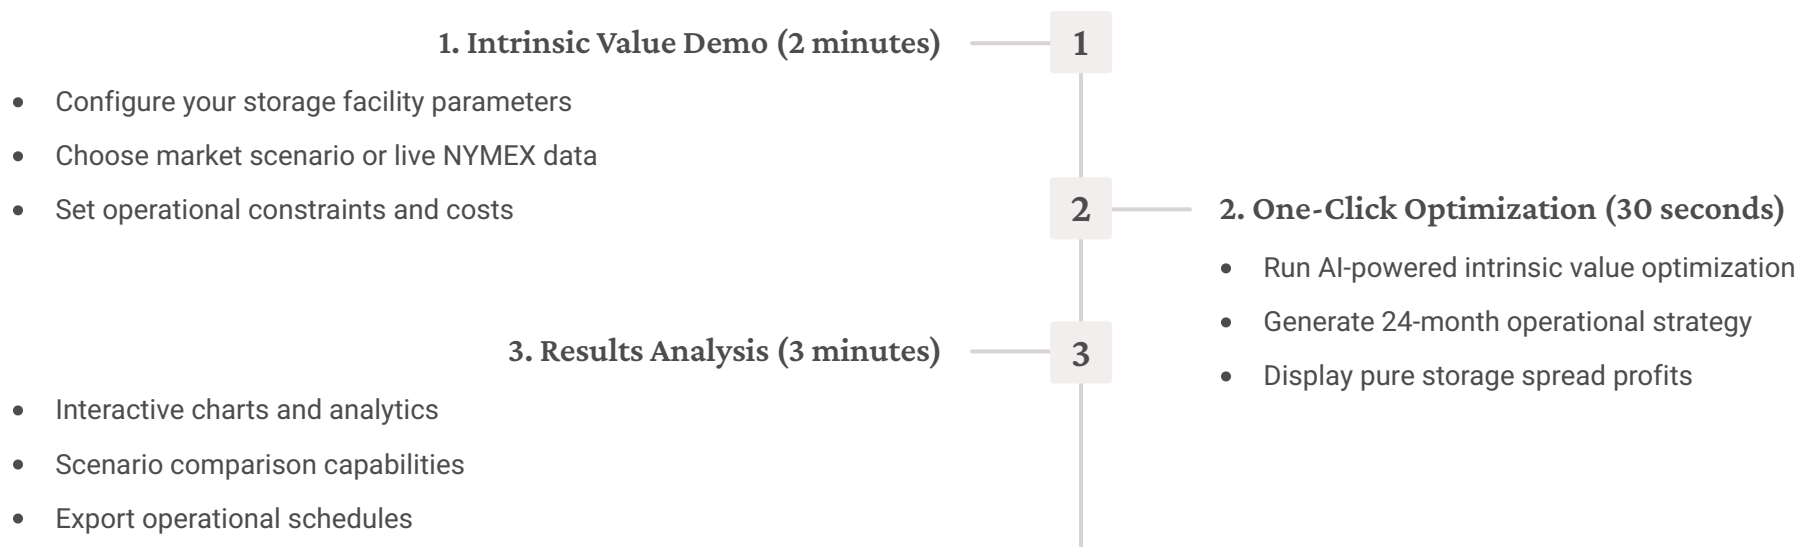 1. Intrinsic Value Demo (2 minutes)
1
• Configure your storage facility parameters
• Choose market scenario or live NYMEX data
• Set operational constraints and costs
2
2. One-Click Optimization (30 seconds)
• Run AI-powered intrinsic value optimization
• Generate 24-month operational strategy
• Display pure storage spread profits
3. Results Analysis (3 minutes)
3
• Interactive charts and analytics
• Scenario comparison capabilities
• Export operational schedules